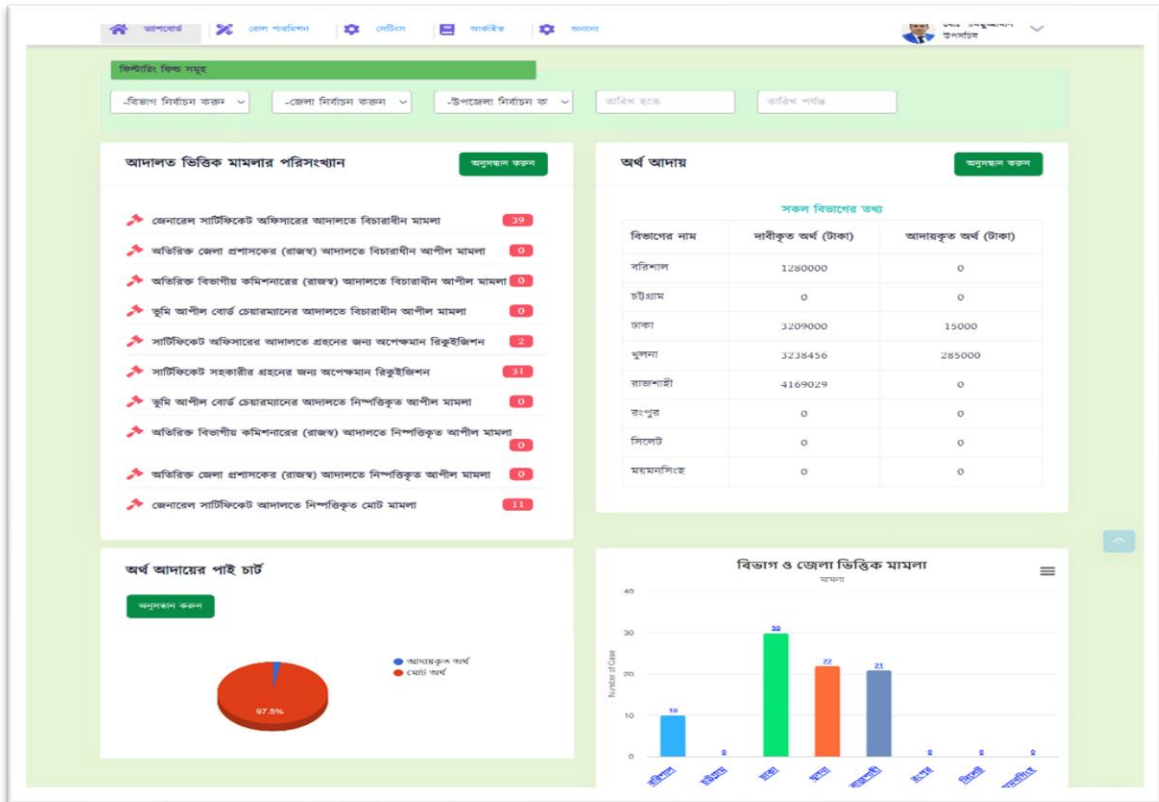 ড্যাশবোর্ড রোল পারমিশন সেটিংস আর্কাইভ অন্যান্য
উপসচিব
ফিল্টারিং ফিল্ড সমূহ
-বিভাগ নির্বাচন করুন -জেলা নির্বাচন করুন -উপজেলা নির্বাচন ক তারিখ হতে তারিখ পর্যন্ত
আদালত ভিত্তিক মামলার পরিসংখ্যান অনুসন্ধান করুন
জেনারেল সার্টিফিকেট অফিসারের আদালতে বিচারাধীন মামলা 39
অতিরিক্ত জেলা প্রশাসকের (রাজস্ব) আদালতে বিচারাধীন আপীল মামলা 0
অতিরিক্ত বিভাগীয় কমিশনারের (রাজস্ব) আদালতে বিচারাধীন আপীল মামলা 0
ভূমি আপীল বোর্ড চেয়ারম্যানের আদালতে বিচারাধীন আপীল মামলা 0
সার্টিফিকেট অফিসারের আদালতে গ্রহনের জন্য অপেক্ষমান রিকুইজিশন 2
সার্টিফিকেট সহকারীর গ্রহনের জন্য অপেক্ষমান রিকুইজিশন 31
ভূমি আপীল বোর্ড চেয়ারম্যানের আদালতে নিষ্পত্তিকৃত আপীল মামলা 0
অতিরিক্ত বিভাগীয় কমিশনারের (রাজস্ব) আদালতে নিষ্পত্তিকৃত আপীল মামলা
0
অতিরিক্ত জেলা প্রশাসকের (রাজস্ব) আদালতে নিষ্পত্তিকৃত আপীল মামলা 0
জেনারেল সার্টিফিকেট আদালতে নিষ্পত্তিকৃত মোট মামলা 11
অর্থ আদায় অনুসন্ধান করুন
সকল বিভাগের তথ্য
বিভাগের নাম দাবীকৃত অর্থ (টাকা) আদায়কৃত অর্থ (টাকা)
বরিশাল 1280000 0
চট্টগ্রাম 0 0
ঢাকা 3209000 15000
খুলনা 3238456 285000
রাজশাহী 4169029 0
রংপুর 0 0
সিলেট 0 0
ময়মনসিংহ 0 0
অর্থ আদায়ের পাই চার্ট
অনুসন্ধান করুন
আদায়কৃত অর্থ
মোট অর্থ
97.5%
বিভাগ ও জেলা ভিত্তিক মামলা
মামলা
Number of Case
40
30
20
10
0
10 0 30 22 21 0 0 0
বরিশাল চট্টগ্রাম ঢাকা খুলনা রাজশাহী রংপুর সিলেট